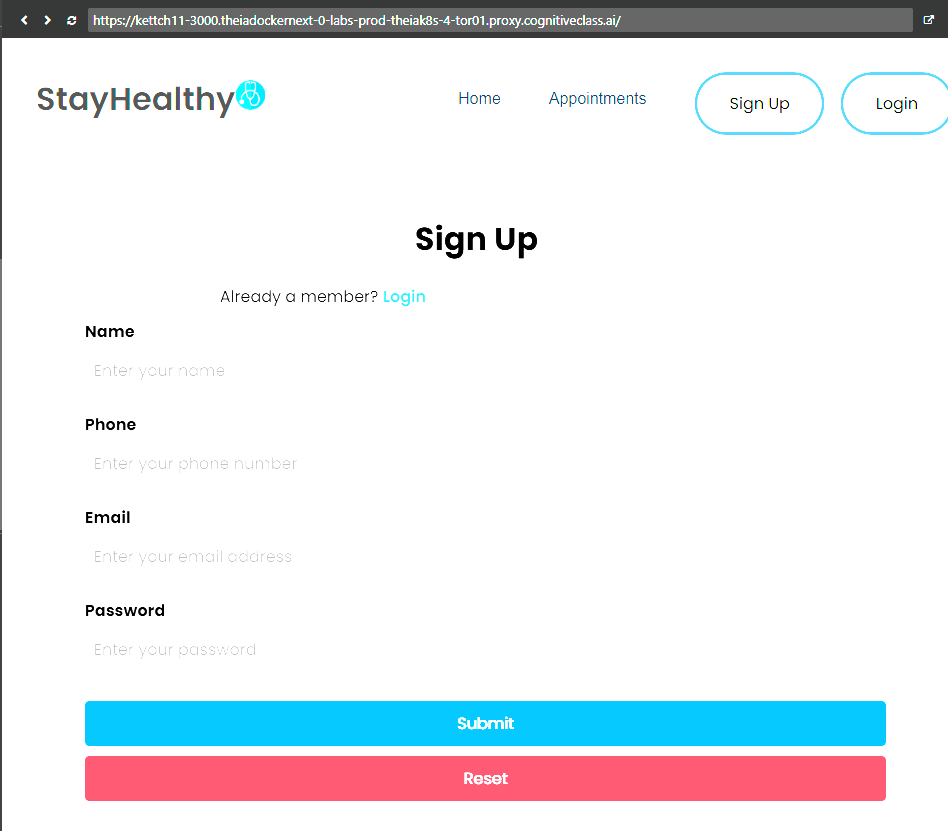 https://kettch11-3000.theiadockernext-0-labs-prod-theiak8s-4-tor01.proxy.cognitiveclass.ai/
StayHealthy Home Appointments Sign Up Login
Sign Up
Already a member? Login
Name
Enter your name
Phone
Enter your phone number
Email
Enter your email address
Password
Enter your password
Submit
Reset